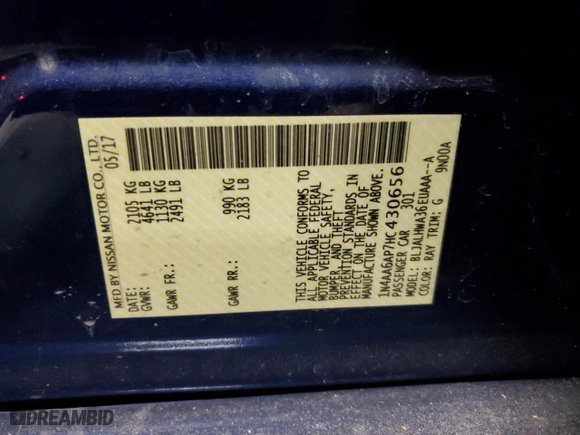 MFD.BY NISSAN MOTOR CO., LTD.
DATE: 05/17
GVWR: 2105 KG
4641 LB
GAWR FR: 1130 KG
2491 LB
GAWR RR: 990 KG
2183 LB
THIS VEHICLE CONFORMS TO
ALL APPLICABLE FEDERAL
MOTOR VEHICLE SAFETY,
BUMPER, AND THEFT
PREVENTION STANDARDS IN
EFFECT ON THE DATE OF
MANUFACTURE SHOWN ABOVE.
1N4AA6AP7HC430656
PASSENGER CAR 301
MODEL: BLJALHWA36EUAAA--A
COLOR: RAY TRIM: G 9N00A
DREAMBID